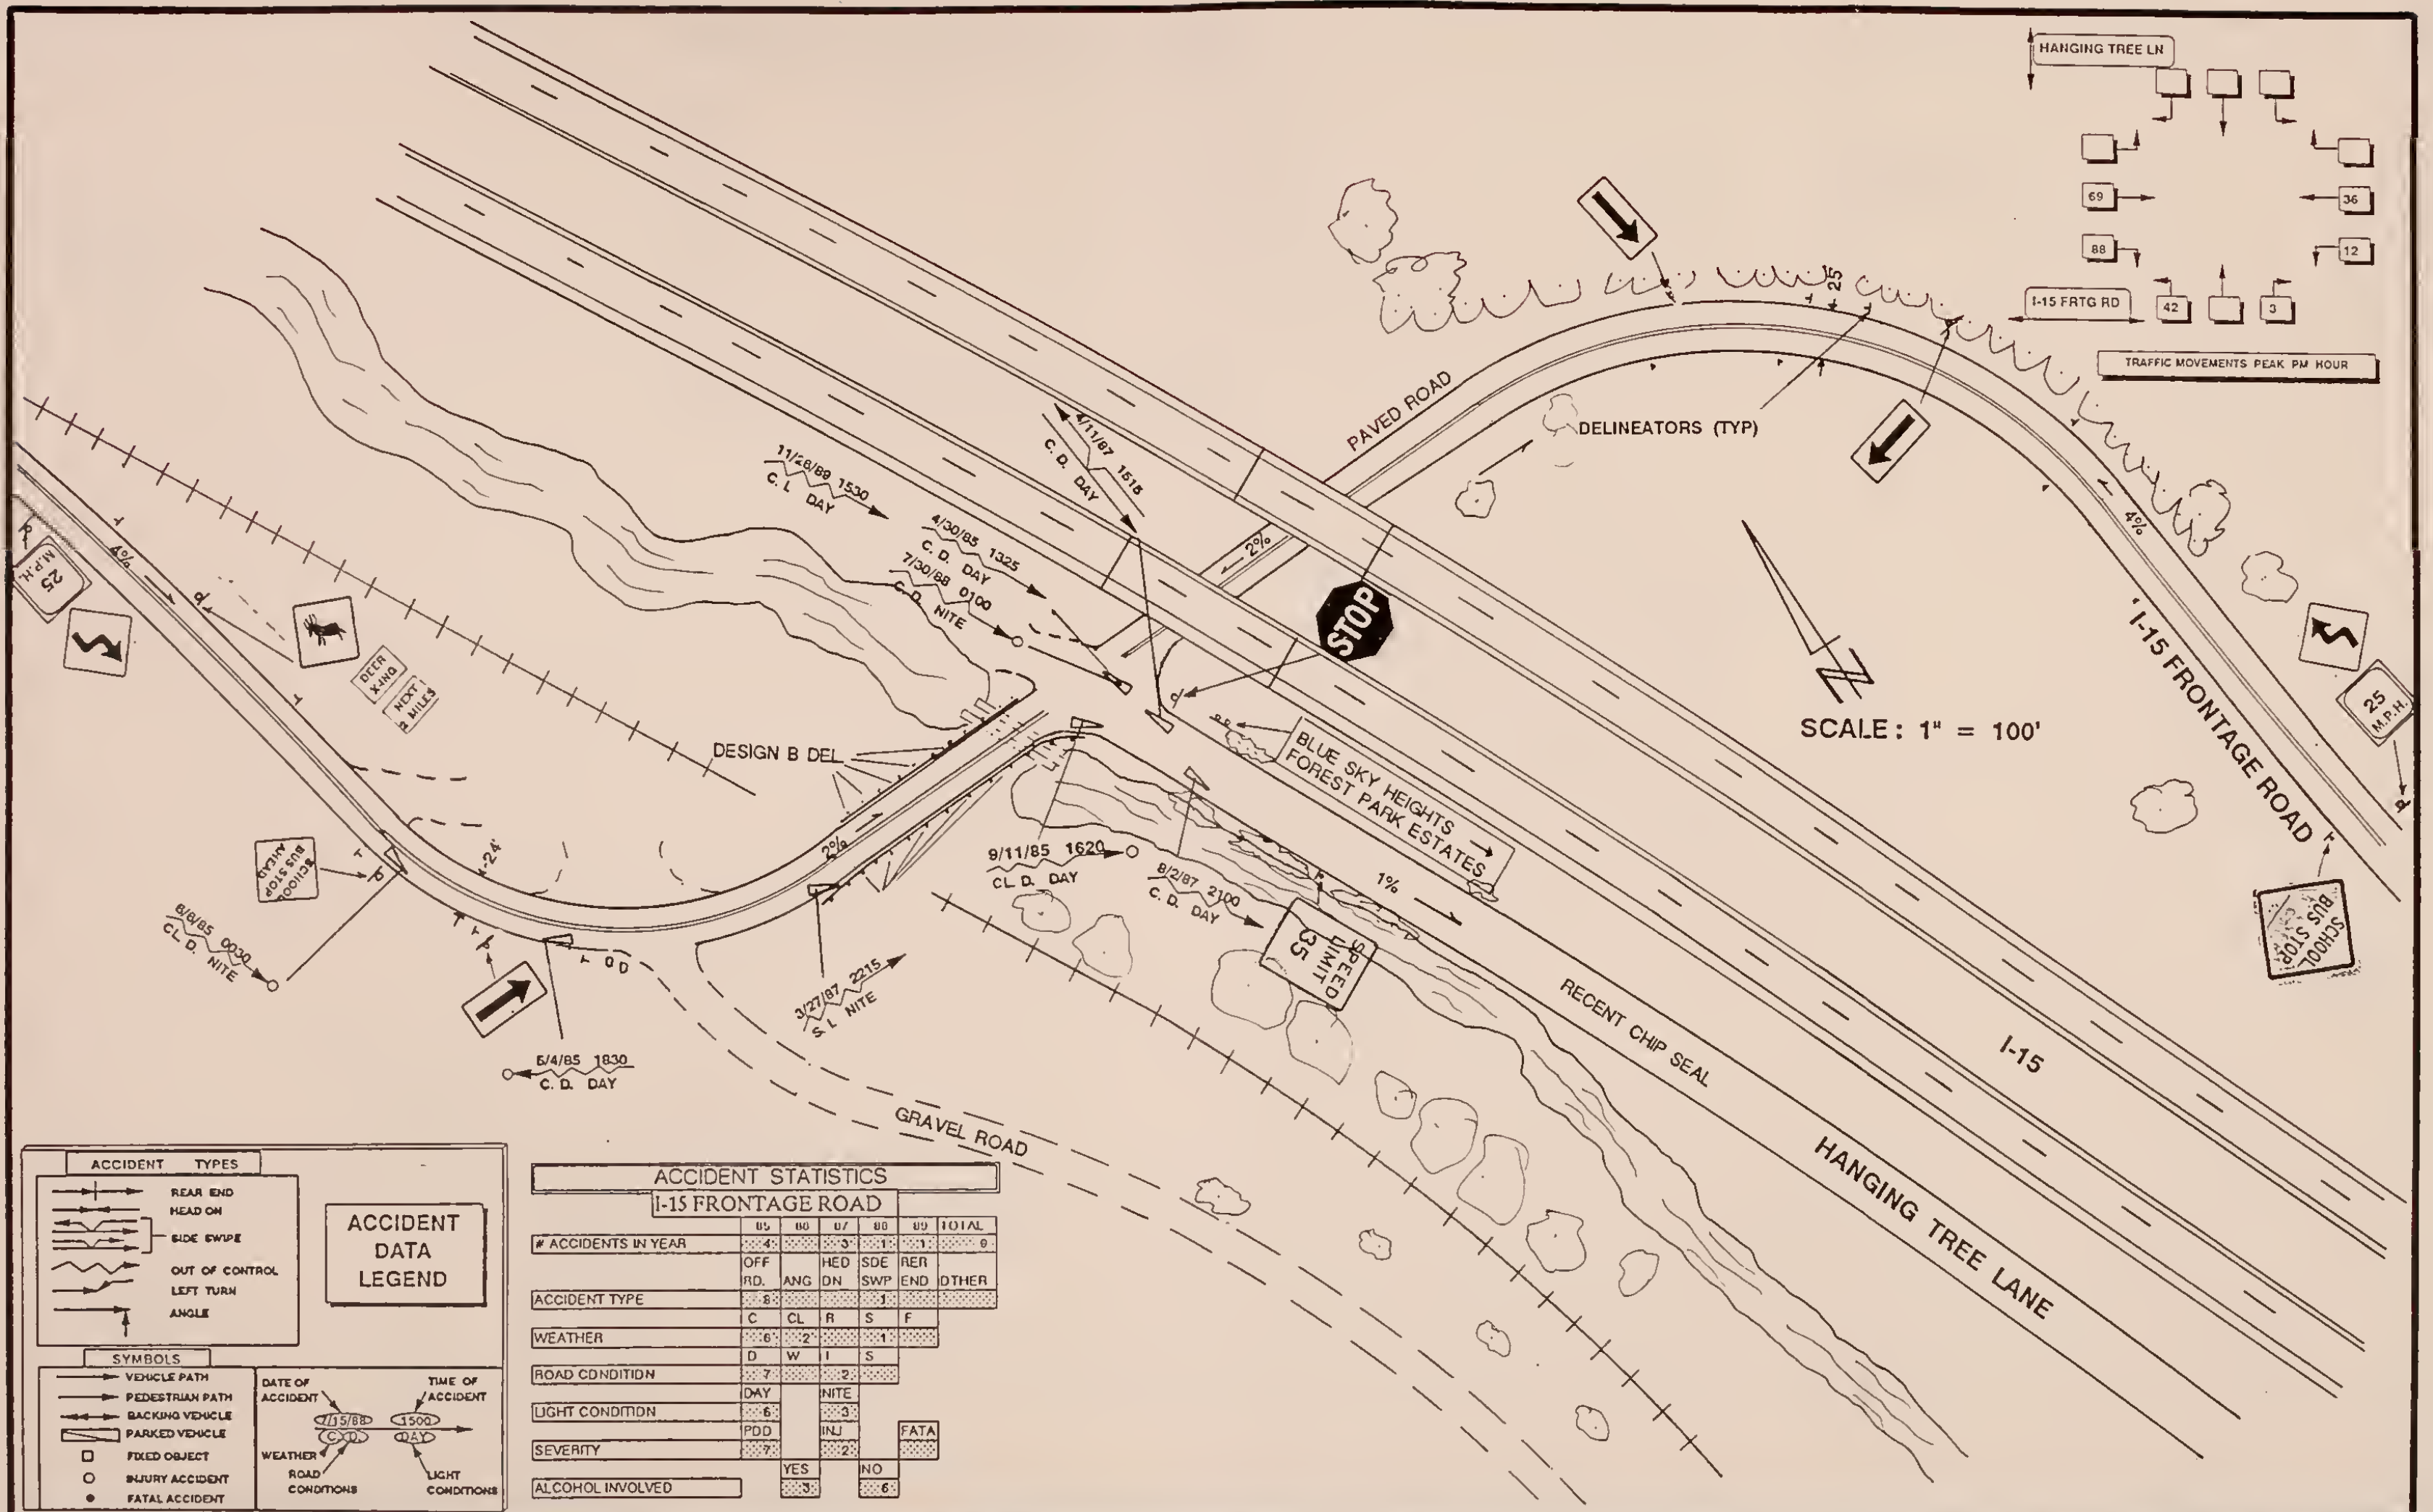 HANGING TREE LN
69
36
88
12
I-15 FRTG RD
42
3
TRAFFIC MOVEMENTS PEAK PM HOUR
25
PAVED ROAD
DELINEATORS (TYP)
4%
11/28/89 1530
C. L DAY
4/11/87 1515
C. D. DAY
4/30/85 1325
C. D. DAY
7/30/88 0100
C. D. NITE
2%
STOP
4%
25
M.P.H.
DEER
X-ING
NEXT
2 MILES
'I-15 FRONTAGE ROAD
25
M.P.H.
N
SCALE: 1" = 100'
DESIGN B DEL
BLUE SKY HEIGHTS
FOREST PARK ESTATES
24'
2%
SCHOOL
BUS STOP
AHEAD
9/11/85 1620
CL D. DAY
8/2/87 2100
C. D. DAY
1%
SPEED
LIMIT
35
SCHOOL
BUS STOP
6/8/85 0030
CL D. NITE
3/27/87 2215
S L NITE
RECENT CHIP SEAL
I-15
5/4/85 1830
C. D. DAY
GRAVEL ROAD
HANGING TREE LANE
ACCIDENT TYPES
REAR END
HEAD ON
SIDE SWIPE
OUT OF CONTROL
LEFT TURN
ANGLE
ACCIDENT
DATA
LEGEND
SYMBOLS
VEHICLE PATH
PEDESTRIAN PATH
BACKING VEHICLE
PARKED VEHICLE
FIXED OBJECT
INJURY ACCIDENT
FATAL ACCIDENT
DATE OF
ACCIDENT
TIME OF
ACCIDENT
7/15/88 1500
C. D. DAY
WEATHER
ROAD
CONDITIONS
LIGHT
CONDITIONS
ACCIDENT STATISTICS
I-15 FRONTAGE ROAD
85 86 87 88 89 TOTAL
# ACCIDENTS IN YEAR 4 3 1 1 9
OFF HED SDE RER
RD. ANG DN SWP END OTHER
ACCIDENT TYPE 8 1
C CL R S F
WEATHER 6 2 1
D W I S
ROAD CONDITION 7 2
DAY NITE
LIGHT CONDITION 6 3
PDD INJ FATA
SEVERITY 7 2
YES NO
ALCOHOL INVOLVED 3 6